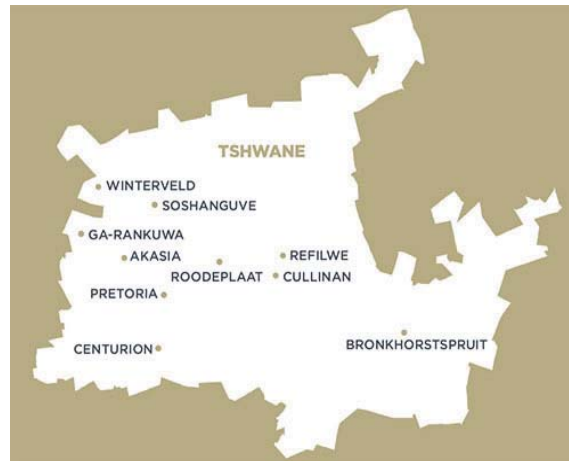 TSHWANE
WINTERVELD
SOSHANGUVE
GA-RANKUWA
AKASIA
REFILWE
ROODEPLAAT
CULLINAN
PRETORIA
CENTURION
BRONKHORSTSPRUIT